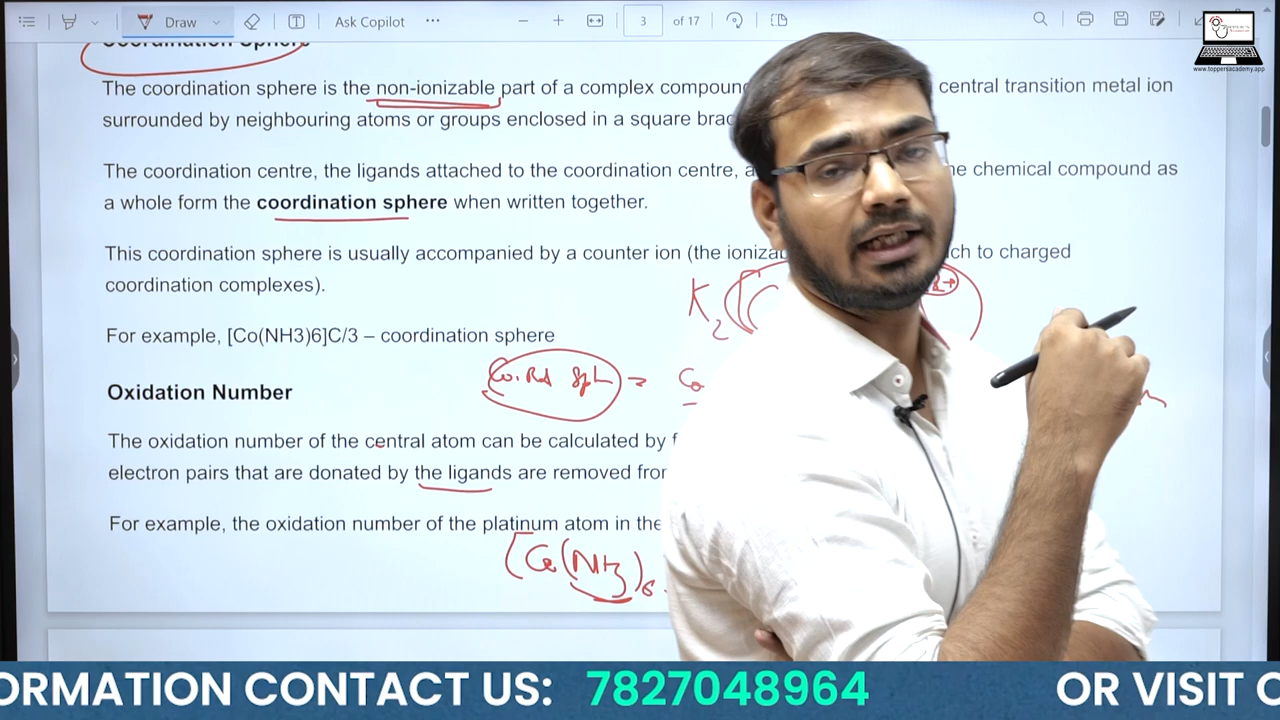 Draw
Ask Copilot
3 of 17
www.toppersacademy.app
Coordination Sphere
The coordination sphere is the non-ionizable part of a complex compound central transition metal ion
surrounded by neighbouring atoms or groups enclosed in a square
The coordination centre, the ligands attached to the coordination centre, chemical compound as
a whole form the coordination sphere when written together.
This coordination sphere is usually accompanied by a counter ion (the to charged
coordination complexes).
K2
For example, [Co(NH3)6]C/3 – coordination sphere
Oxidation Number
The oxidation number of the central atom can be calculated by
electron pairs that are donated by the ligands are removed
For example, the oxidation number of the platinum atom in the
[Co(NH3)6
ORMATION CONTACT US: 7827048964 OR VISIT